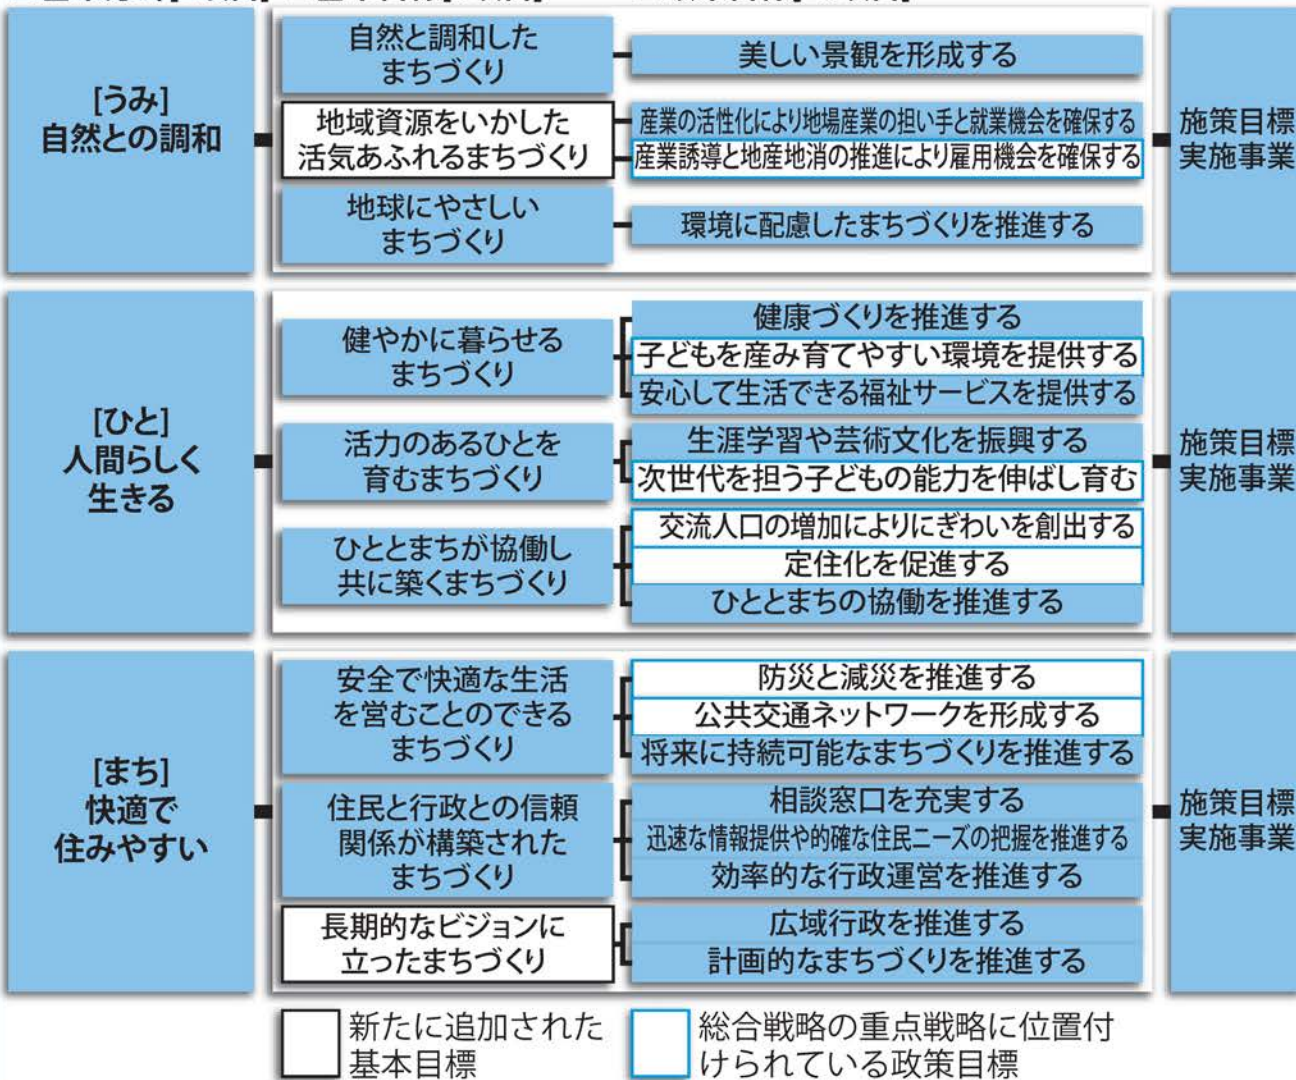 [うみ]
自然との調和
自然と調和した
まちづくり
美しい景観を形成する
地域資源をいかした
活気あふれるまちづくり
産業の活性化により地場産業の担い手と就業機会を確保する
産業誘導と地産地消の推進により雇用機会を確保する
地球にやさしい
まちづくり
環境に配慮したまちづくりを推進する
施策目標
実施事業
[ひと]
人間らしく
生きる
健やかに暮らせる
まちづくり
健康づくりを推進する
子どもを産み育てやすい環境を提供する
安心して生活できる福祉サービスを提供する
活力のあるひとを
育むまちづくり
生涯学習や芸術文化を振興する
次世代を担う子どもの能力を伸ばし育む
ひととまちが協働し
共に築くまちづくり
交流人口の増加によりにぎわいを創出する
定住化を促進する
ひととまちの協働を推進する
施策目標
実施事業
[まち]
快適で
住みやすい
安全で快適な生活
を営むことのできる
まちづくり
防災と減災を推進する
公共交通ネットワークを形成する
将来に持続可能なまちづくりを推進する
住民と行政との信頼
関係が構築された
まちづくり
相談窓口を充実する
迅速な情報提供や的確な住民ニーズの把握を推進する
効率的な行政運営を推進する
長期的なビジョンに
立ったまちづくり
広域行政を推進する
計画的なまちづくりを推進する
施策目標
実施事業
新たに追加された
基本目標
総合戦略の重点戦略に位置付
けられている政策目標